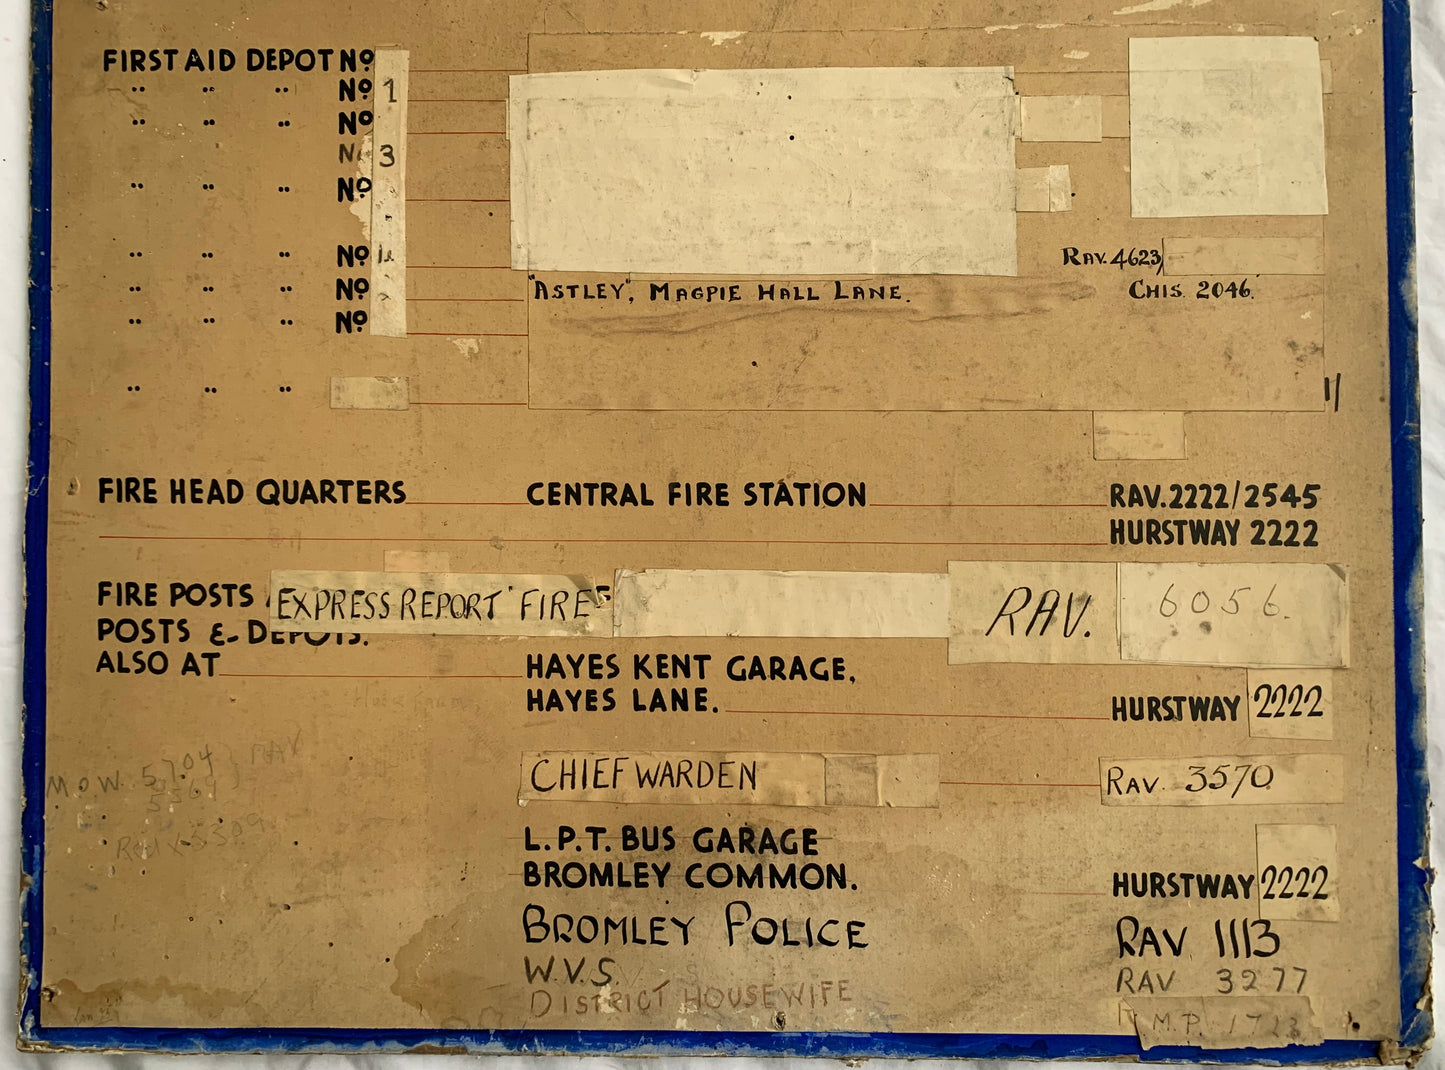 FIRST AID DEPOT No
" " " No 1
" " " No
No 3
" " " No
" " " No RAV. 4623/
" " " No "ASTLEY", MAGPIE HALL LANE. CHIS. 2046.
" " " No
" " "
FIRE HEAD QUARTERS CENTRAL FIRE STATION RAV. 2222/2545
HURSTWAY 2222
FIRE POSTS EXPRESS REPORT "FIRE" RAV. 6056.
POSTS & DEPOTS.
ALSO AT HAYES KENT GARAGE,
HAYES LANE. HURSTWAY 2222
M.O.W. 5704
CHIEF WARDEN RAV. 3570
L.P.T. BUS GARAGE
BROMLEY COMMON. HURSTWAY 2222
BROMLEY POLICE RAV 1113
W.V.S. RAV 3277
DISTRICT HOUSEWIFE M.P.